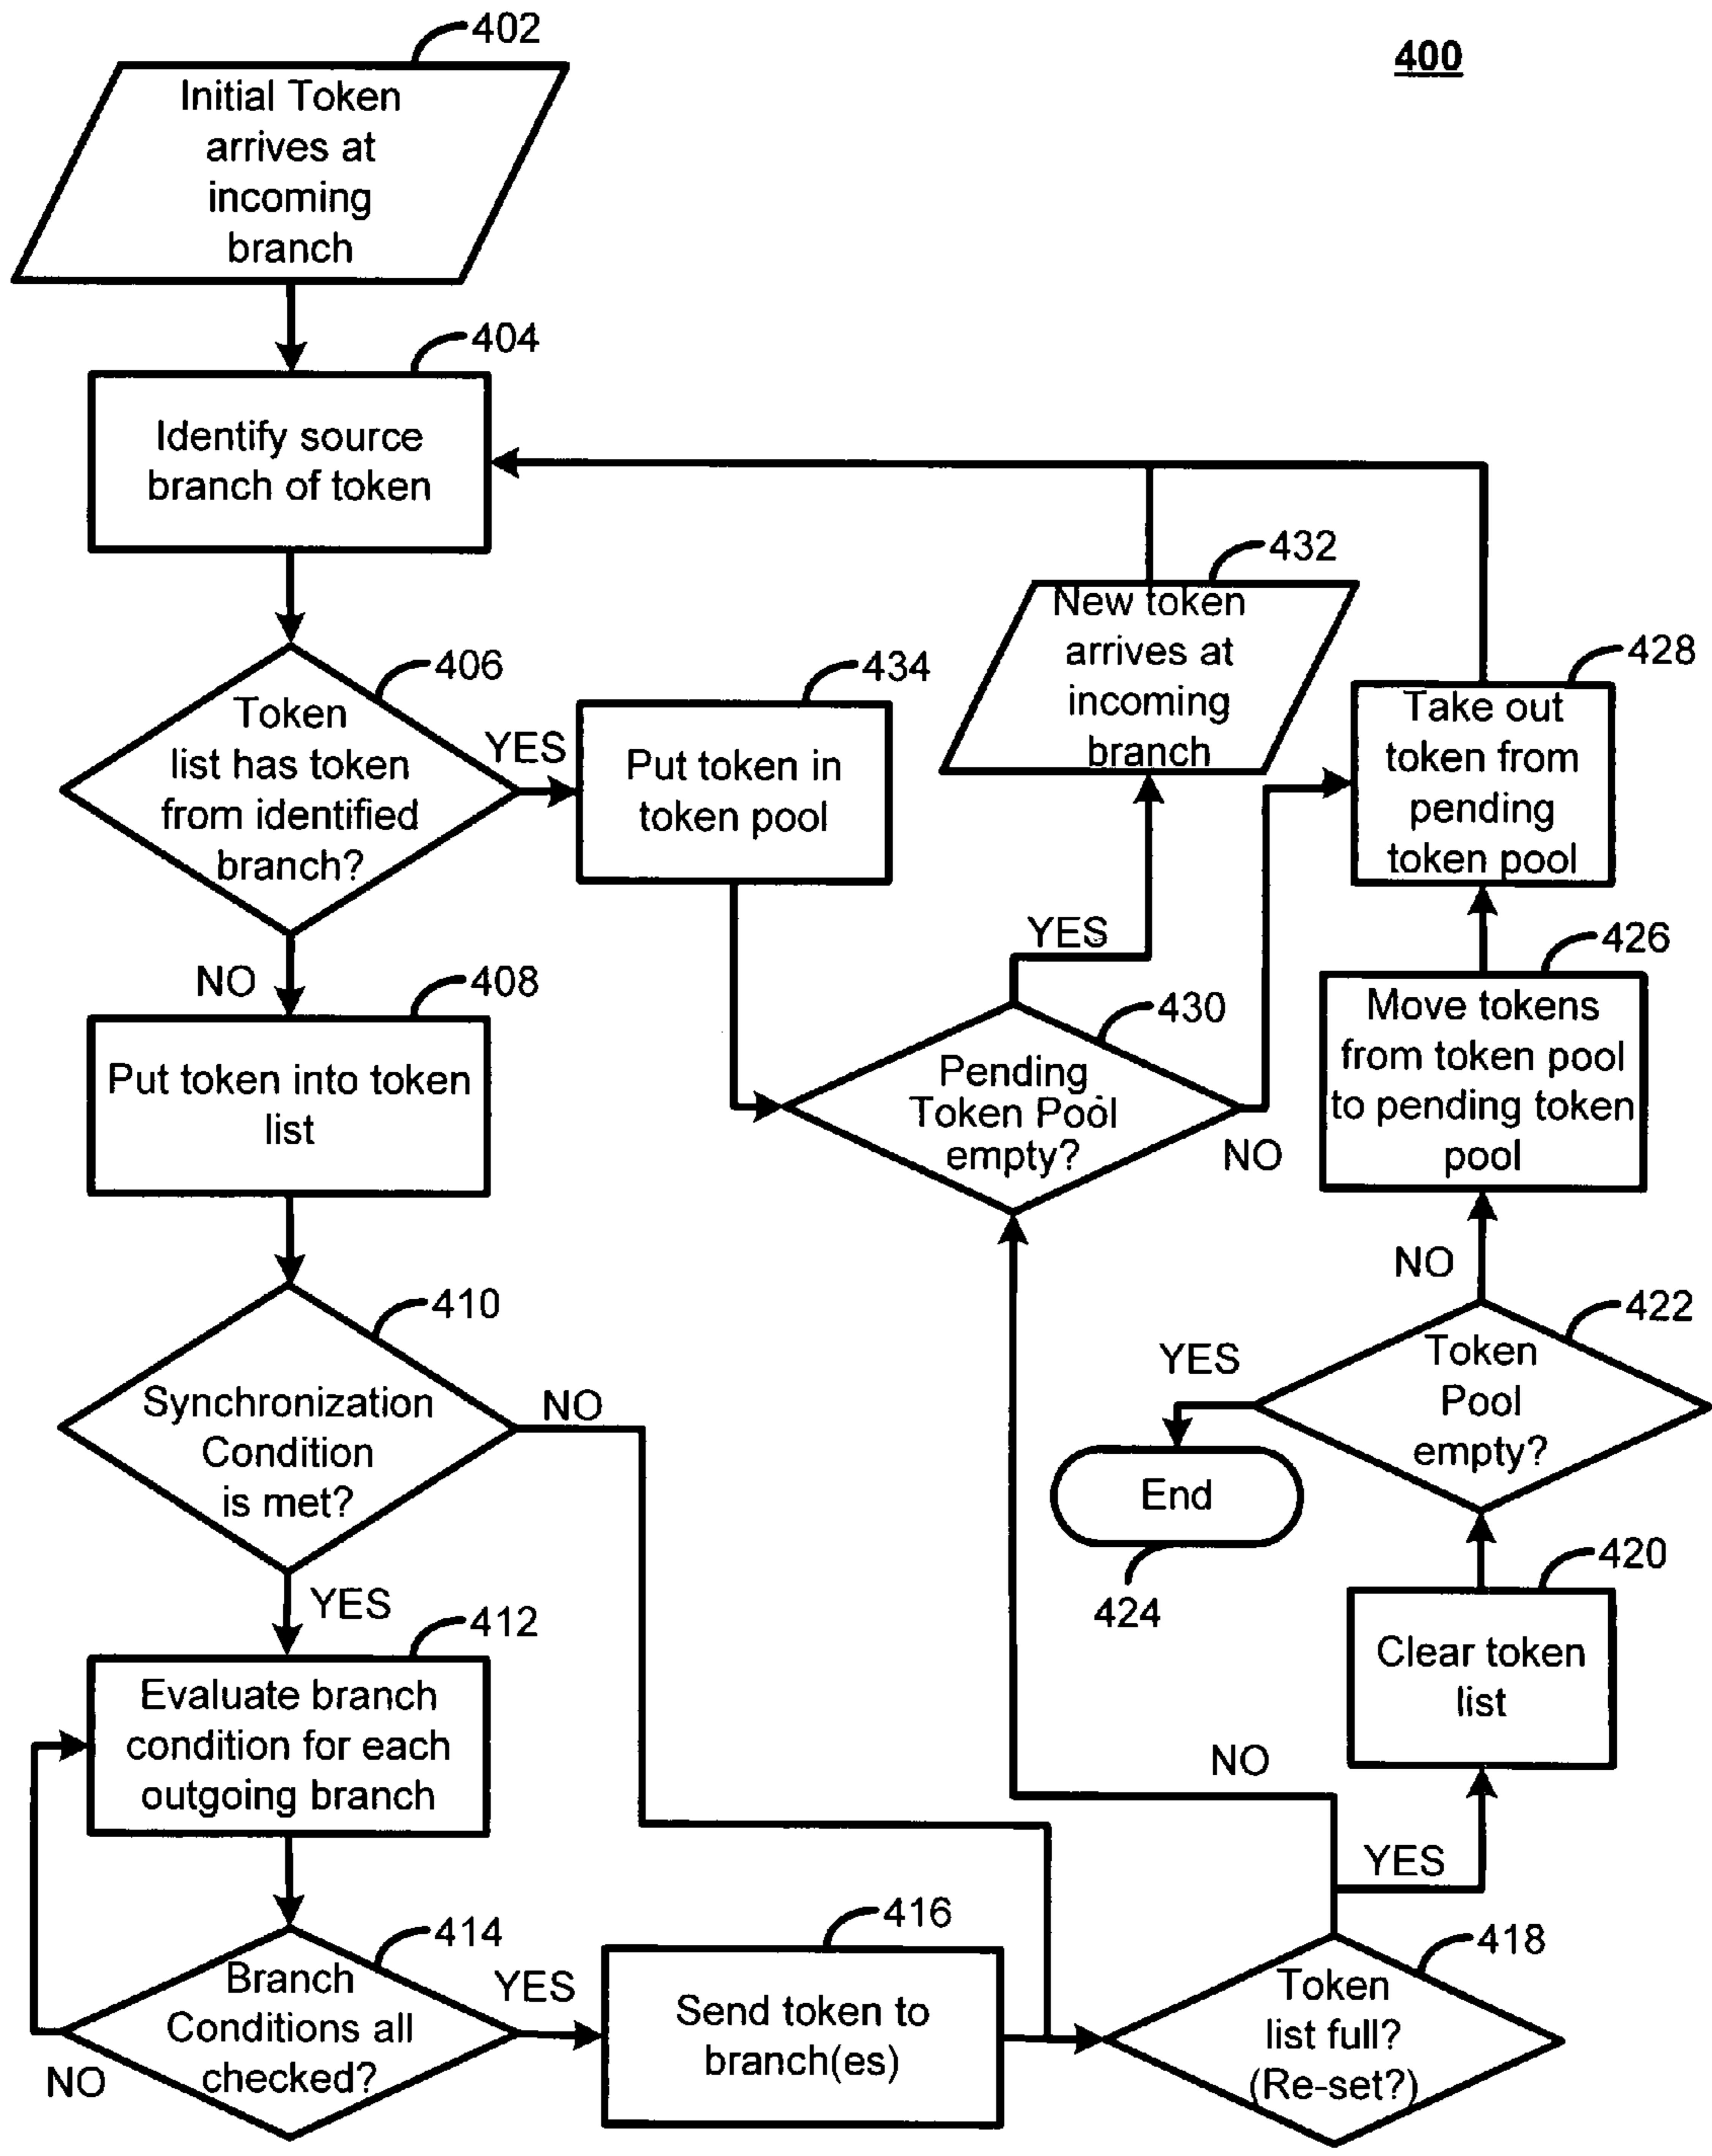 400
402
Initial Token
arrives at
incoming
branch
404
Identify source
branch of token
406
Token
list has token
from identified
branch?
YES
NO
434
Put token in
token pool
432
New token
arrives at
incoming
branch
428
Take out
token from
pending
token pool
408
Put token into token
list
YES
430
Pending
Token Pool
empty?
NO
426
Move tokens
from token pool
to pending token
pool
NO
410
Synchronization
Condition
is met?
NO
YES
422
Token
Pool
empty?
YES
End
424
412
Evaluate branch
condition for each
outgoing branch
420
Clear token
list
NO
YES
414
Branch
Conditions all
checked?
YES
NO
416
Send token to
branch(es)
418
Token
list full?
(Re-set?)